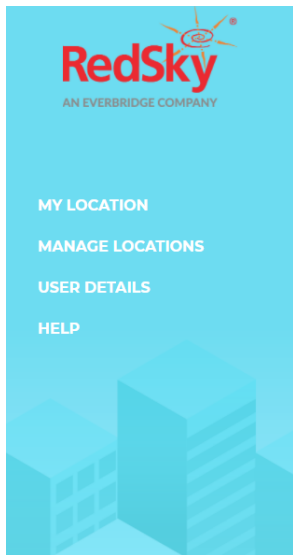 RedSky®
AN EVERBRIDGE COMPANY
MY LOCATION
MANAGE LOCATIONS
USER DETAILS
HELP